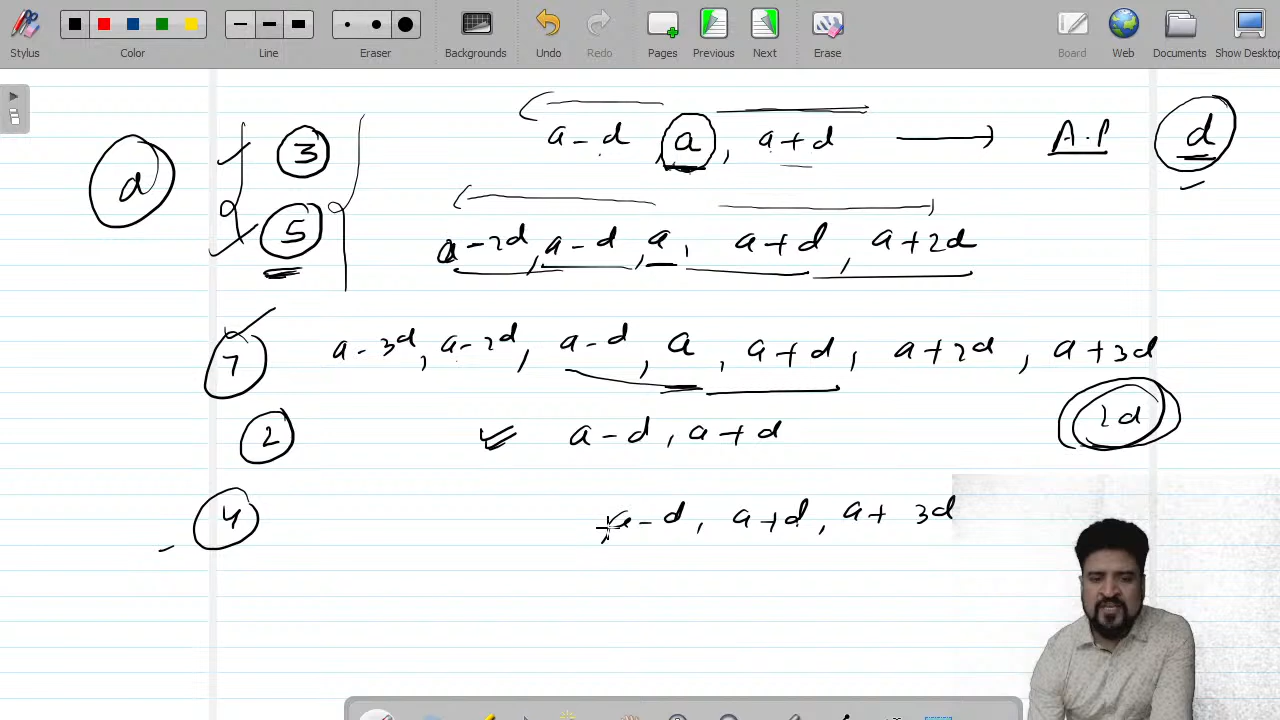 Stylus Color Line Eraser Backgrounds Undo Redo Pages Previous Next Erase Board Web Documents Show Deskto
a 3 a-d, a, a+d → A.P d
5 a-2d, a-d, a, a+d, a+2d
7 a-3d, a-2d, a-d, a, a+d, a+2d, a+3d
2 a-d, a+d 2d
4 a-d, a+d, a+3d